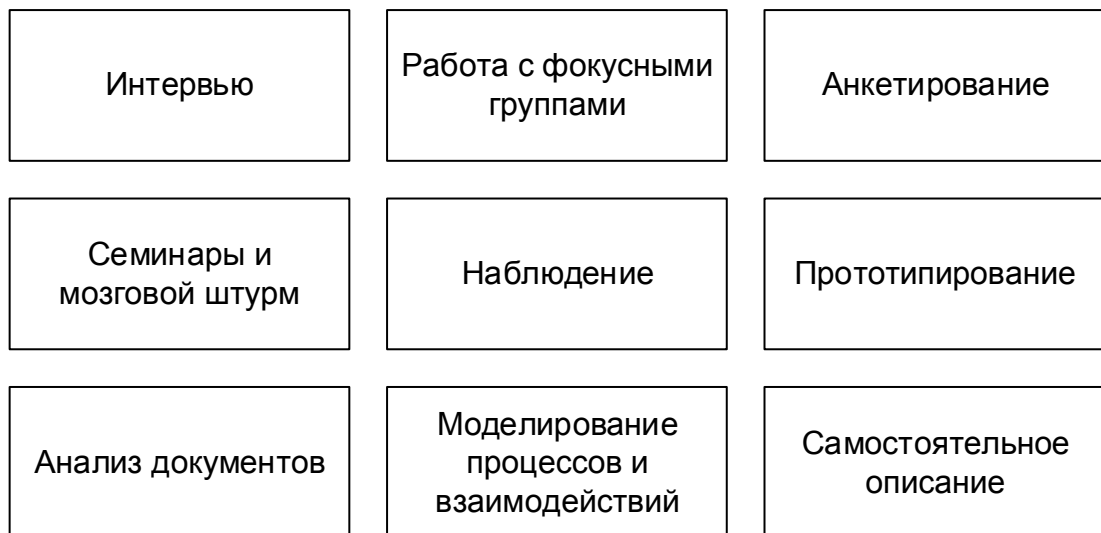 Интервью
Работа с фокусными
группами
Анкетирование
Семинары и
мозговой штурм
Наблюдение
Прототипирование
Анализ документов
Моделирование
процессов и
взаимодействий
Самостоятельное
описание